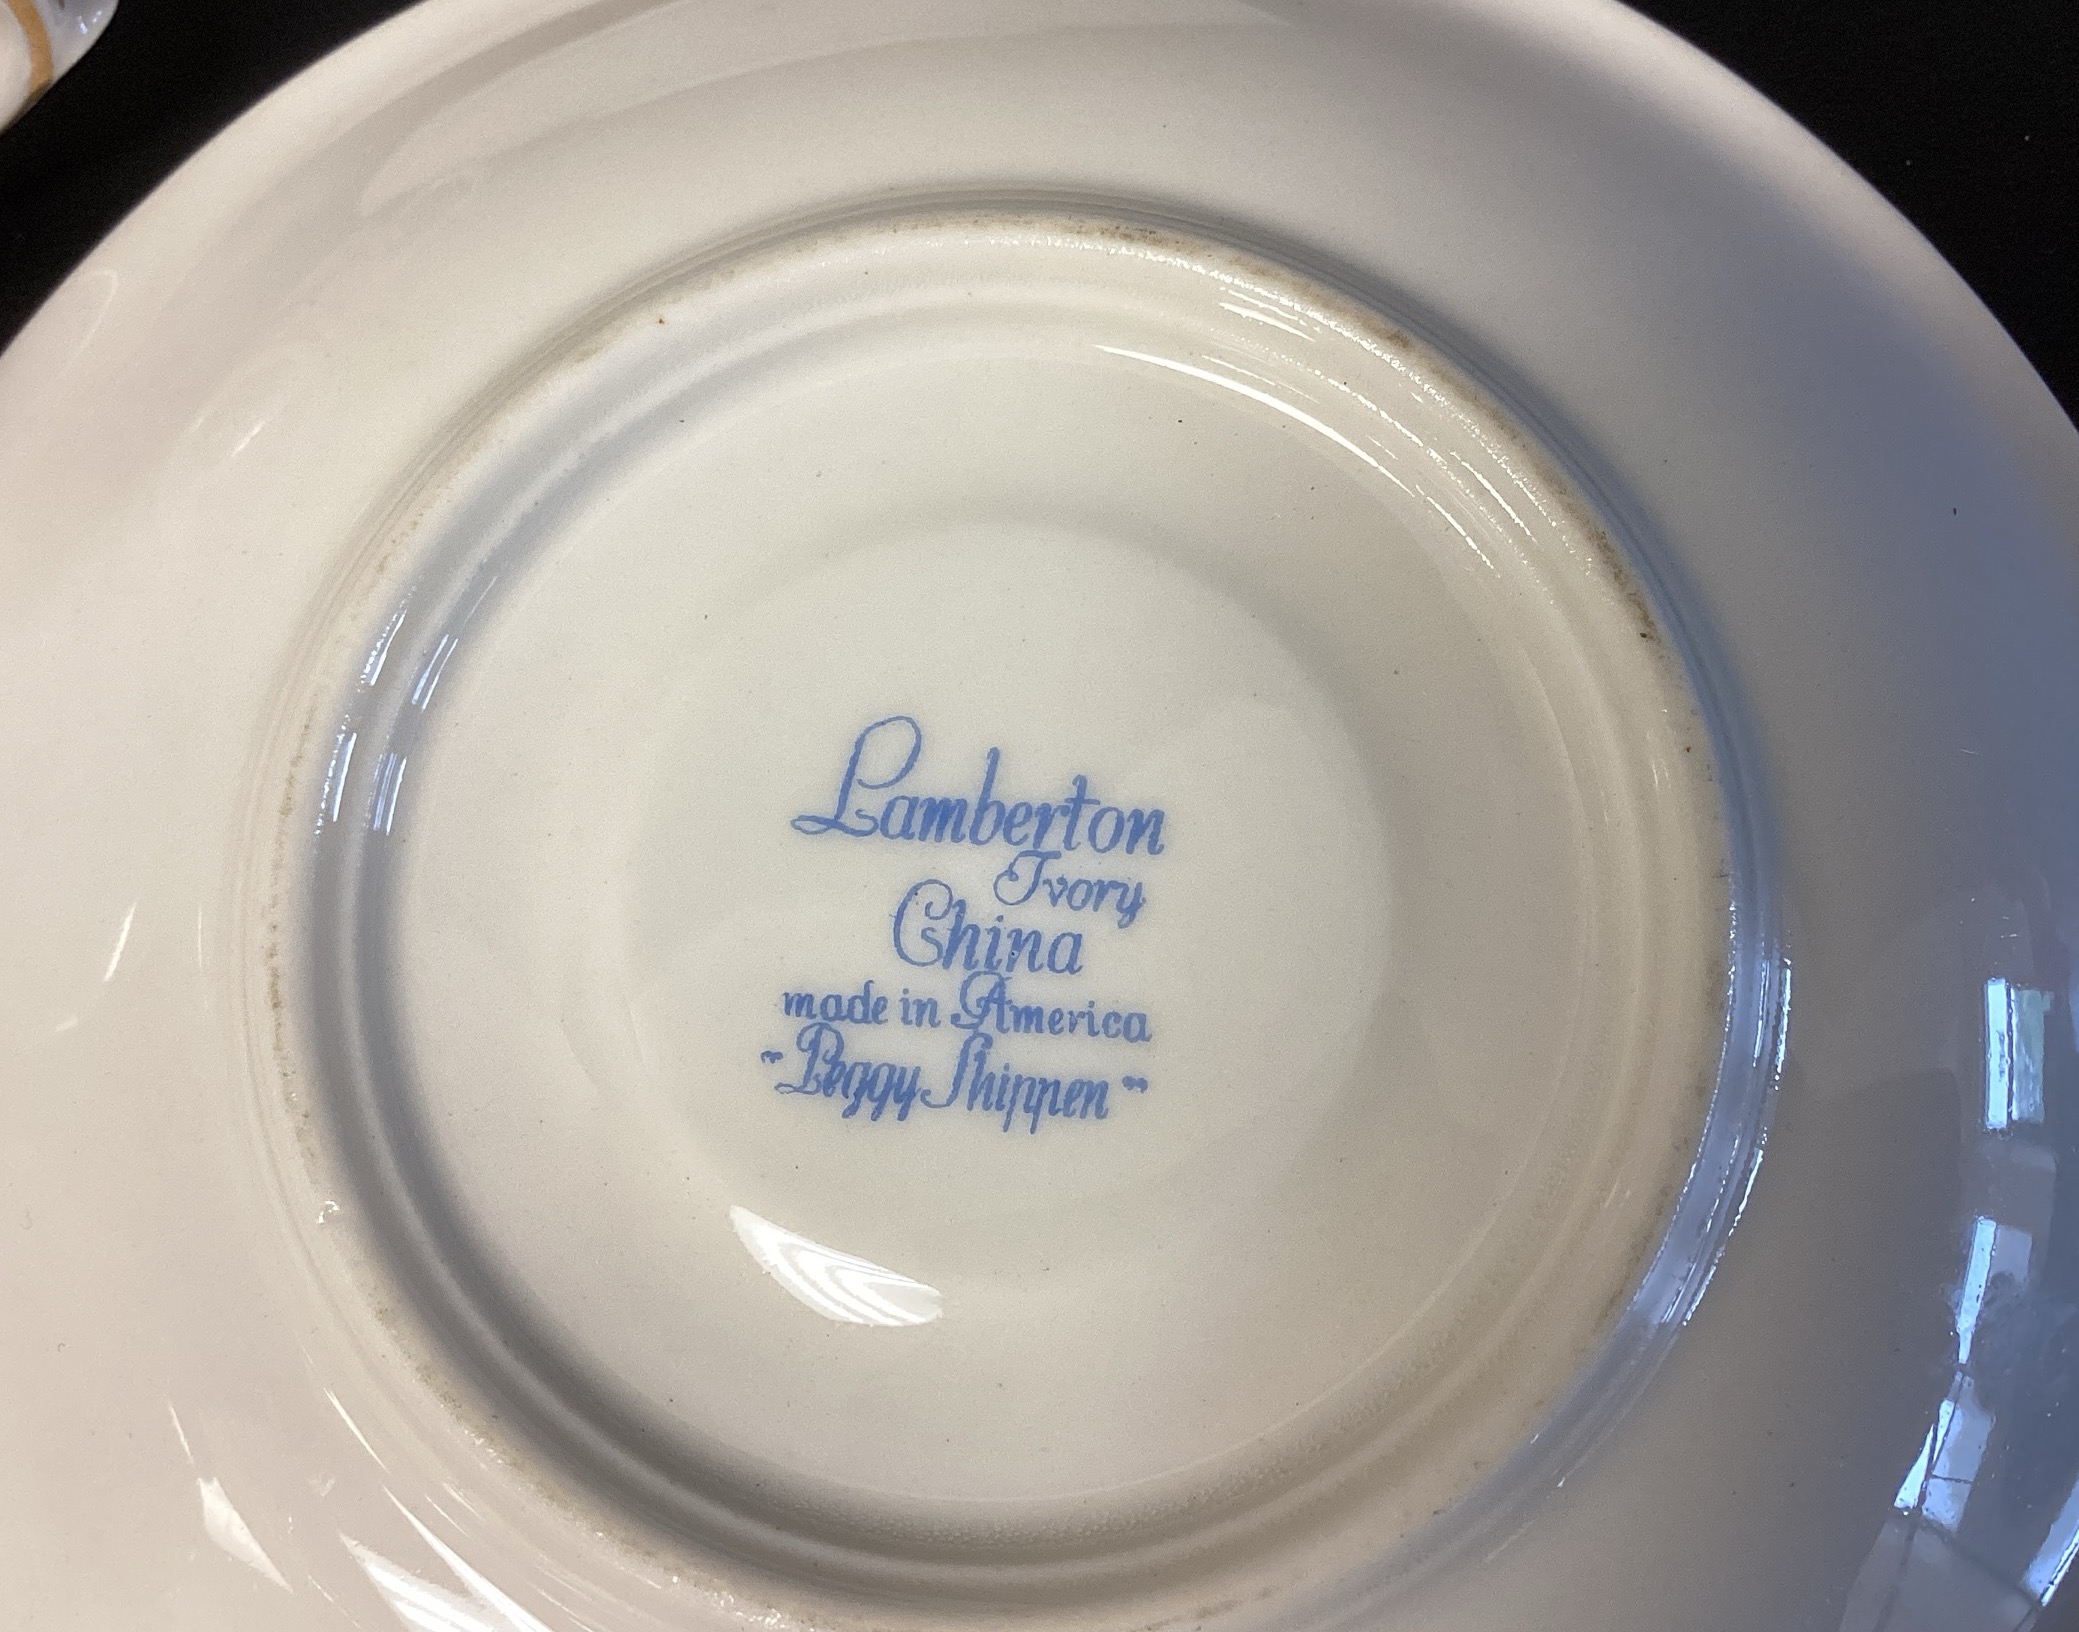 Lamberton
Ivory
China
made in America
"Peggy Shippen"